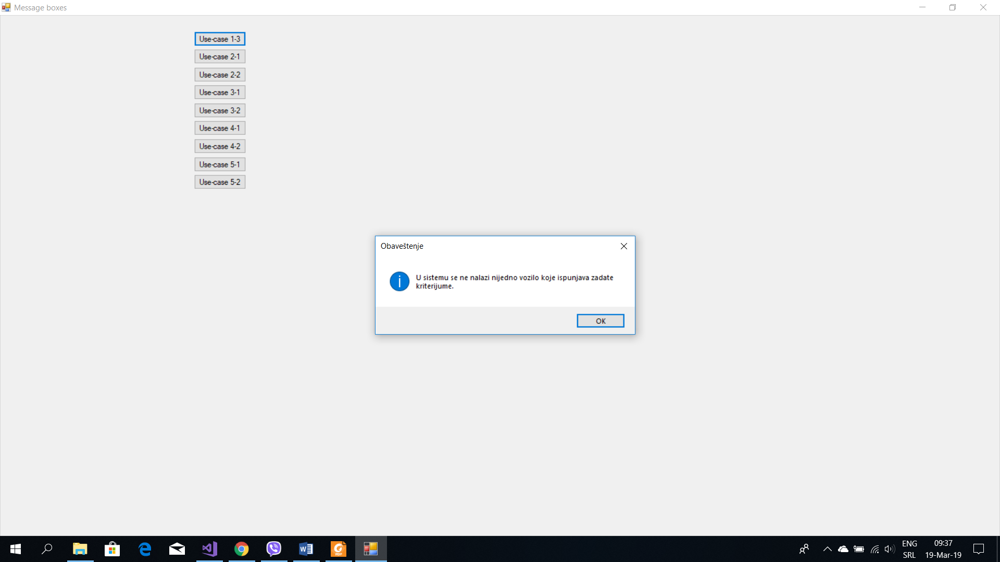 Message boxes
Use-case 1-3
Use-case 2-1
Use-case 2-2
Use-case 3-1
Use-case 3-2
Use-case 4-1
Use-case 4-2
Use-case 5-1
Use-case 5-2
Obaveštenje
U sistemu se ne nalazi nijedno vozilo koje ispunjava zadate
kriterijume.
OK
PDF
ENG
SRL
09:37
19-Mar-19